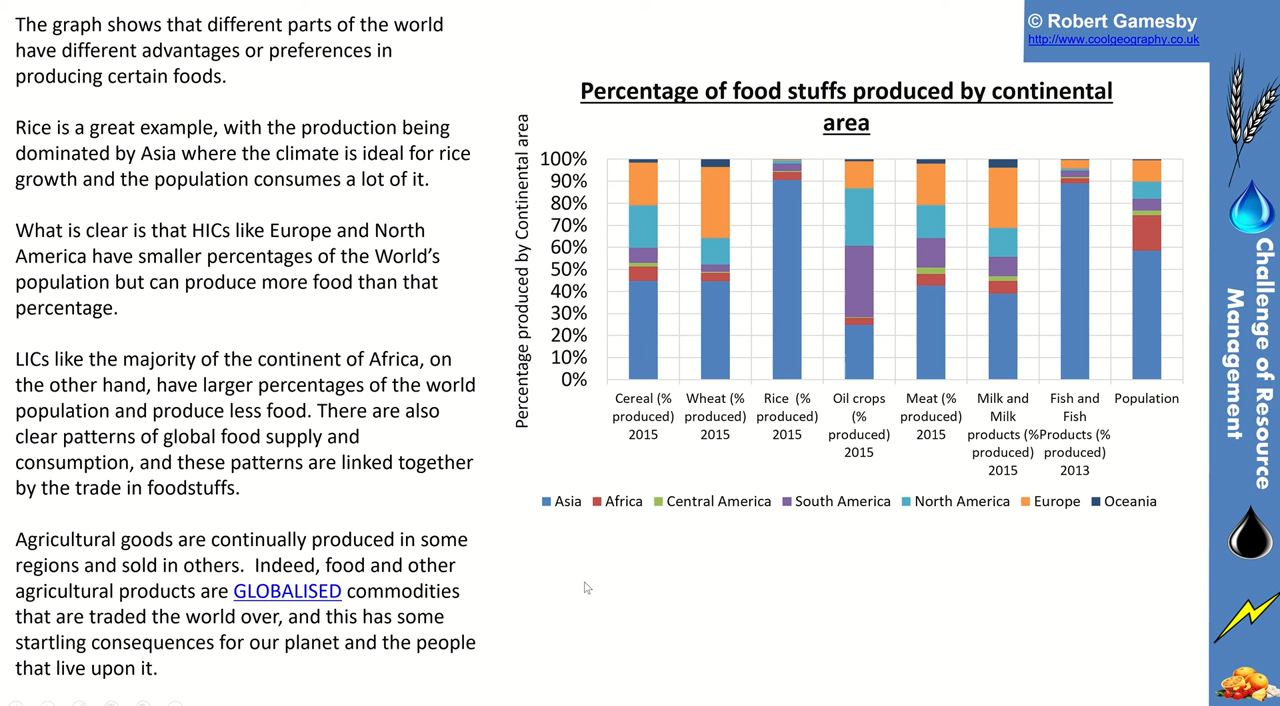 The graph shows that different parts of the world
have different advantages or preferences in
producing certain foods.
Rice is a great example, with the production being
dominated by Asia where the climate is ideal for rice
growth and the population consumes a lot of it.
What is clear is that HICs like Europe and North
America have smaller percentages of the World's
population but can produce more food than that
percentage.
LICs like the majority of the continent of Africa, on
the other hand, have larger percentages of the world
population and produce less food. There are also
clear patterns of global food supply and
consumption, and these patterns are linked together
by the trade in foodstuffs.
Agricultural goods are continually produced in some
regions and sold in others.  Indeed, food and other
agricultural products are GLOBALISED commodities
that are traded the world over, and this has some
startling consequences for our planet and the people
that live upon it.
© Robert Gamesby
http://www.coolgeography.co.uk
Percentage of food stuffs produced by continental
area
Percentage produced by Continental area
100%
90%
80%
70%
60%
50%
40%
30%
20%
10%
0%
Cereal (%
produced)
2015
Wheat (%
produced)
2015
Rice (%
produced)
2015
Oil crops
(%
produced)
2015
Meat (%
produced)
2015
Milk and
Milk
products (%
produced)
2015
Fish and
Fish
Products (%
produced)
2013
Population
Asia Africa Central America South America North America Europe Oceania
Challenge of Resource
Management